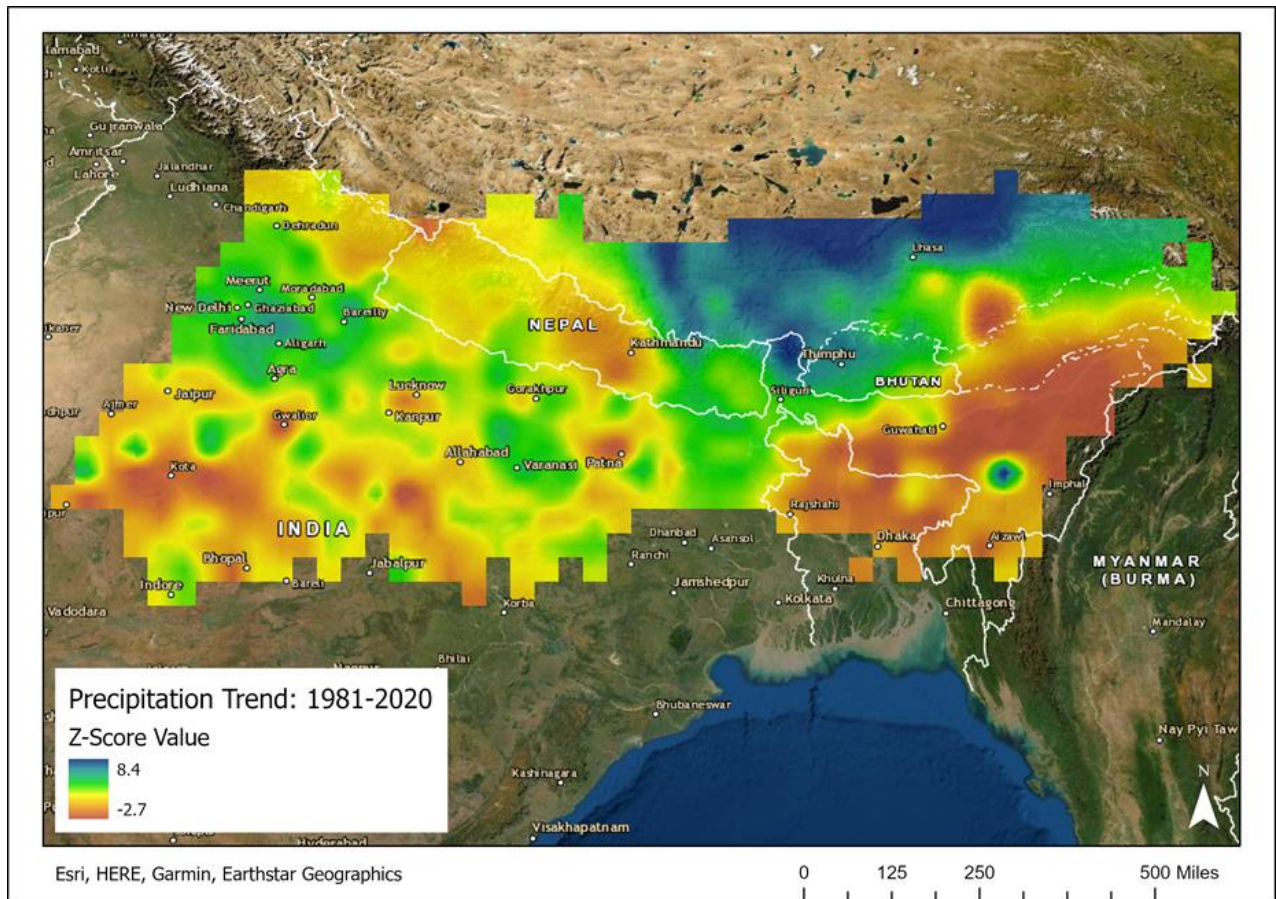 Kotli
Gujranwala
Amritsar
Lahore
Jalandhar
Ludhiana
Chandigarh
Dehradun
Lhasa
Meerut
Moradabad
New Delhi
Ghaziabad
Bareilly
Faridabad
Aligarh
NEPAL
Kathmandu
Thimphu
BHUTAN
Siliguri
Agra
Lucknow
Gorakhpur
Jaipur
Ajmer
Kanpur
Gwalior
Guwahati
Allahabad
Varanasi
Patna
Kota
Imphal
Rajshahi
INDIA
Dhanbad
Asansol
Dhaka
Aizawl
Bhopal
Jabalpur
Ranchi
MYANMAR
(BURMA)
Indore
Bareli
Jamshedpur
Khulna
Kolkata
Chittagong
Vadodara
Korba
Mandalay
Bhilai
Nagpur
Bhubaneswar
Nay Pyi Taw
Kashinagara
Visakhapatnam
Hyderabad
Precipitation Trend: 1981-2020
Z-Score Value
8.4
-2.7
N
Esri, HERE, Garmin, Earthstar Geographics
0 125 250 500 Miles